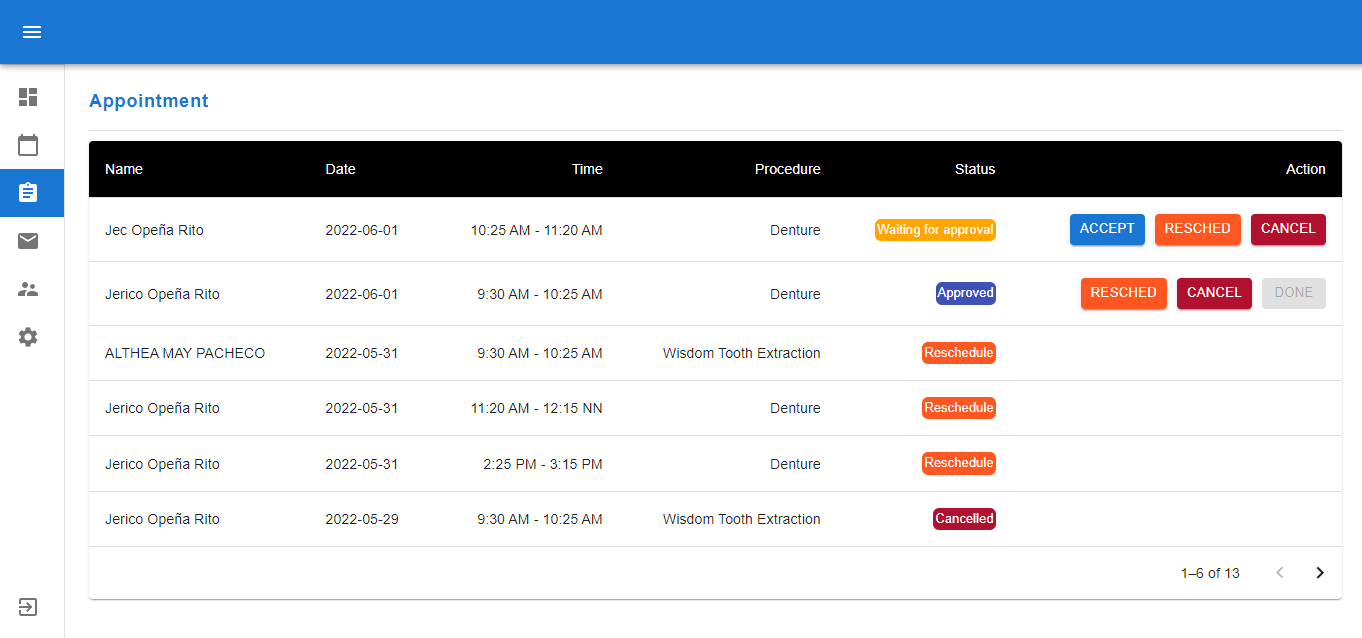 Appointment
Name Date Time Procedure Status Action
Jec Opeña Rito 2022-06-01 10:25 AM - 11:20 AM Denture Waiting for approval ACCEPT RESCHED CANCEL
Jerico Opeña Rito 2022-06-01 9:30 AM - 10:25 AM Denture Approved RESCHED CANCEL DONE
ALTHEA MAY PACHECO 2022-05-31 9:30 AM - 10:25 AM Wisdom Tooth Extraction Reschedule
Jerico Opeña Rito 2022-05-31 11:20 AM - 12:15 NN Denture Reschedule
Jerico Opeña Rito 2022-05-31 2:25 PM - 3:15 PM Denture Reschedule
Jerico Opeña Rito 2022-05-29 9:30 AM - 10:25 AM Wisdom Tooth Extraction Cancelled
1–6 of 13